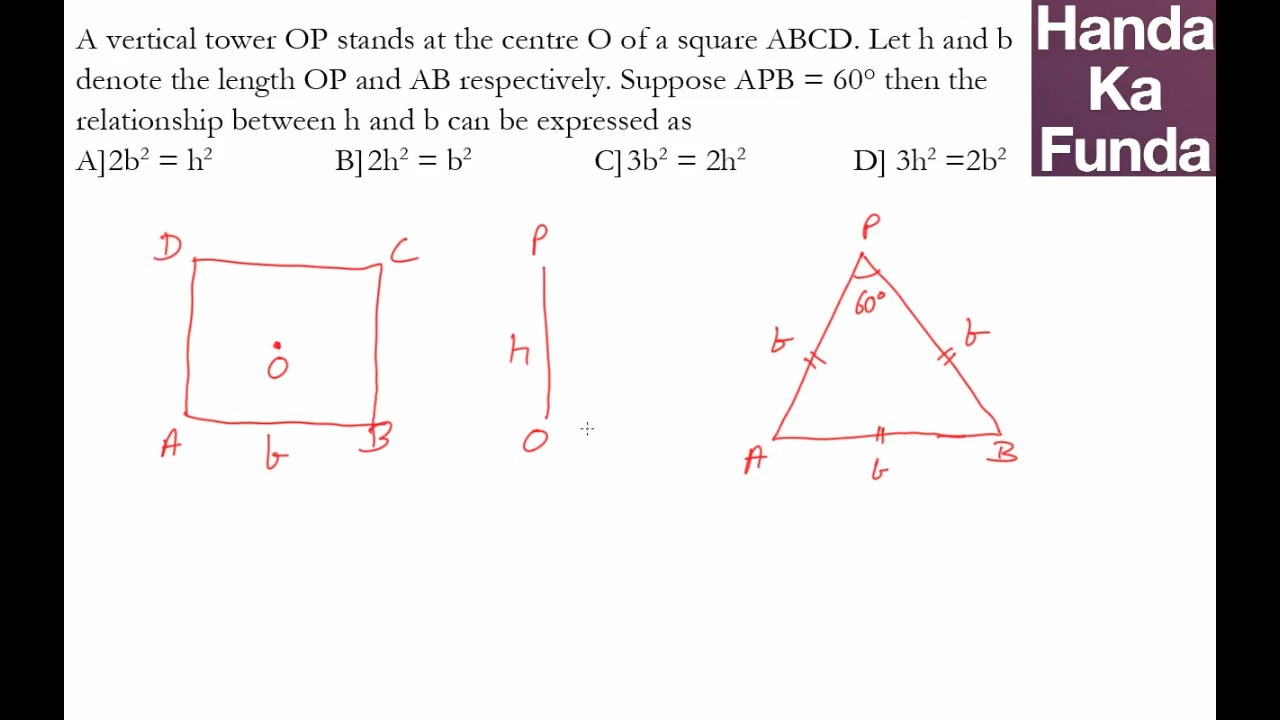 A vertical tower OP stands at the centre O of a square ABCD. Let h and b
denote the length OP and AB respectively. Suppose APB = 60º then the
relationship between h and b can be expressed as
A]2b² = h² B]2h² = b² C]3b² = 2h² D] 3h² =2b²
Handa
Ka
Funda
D C
O
A B
b
P
h
O
P
60º
b b
A B
b